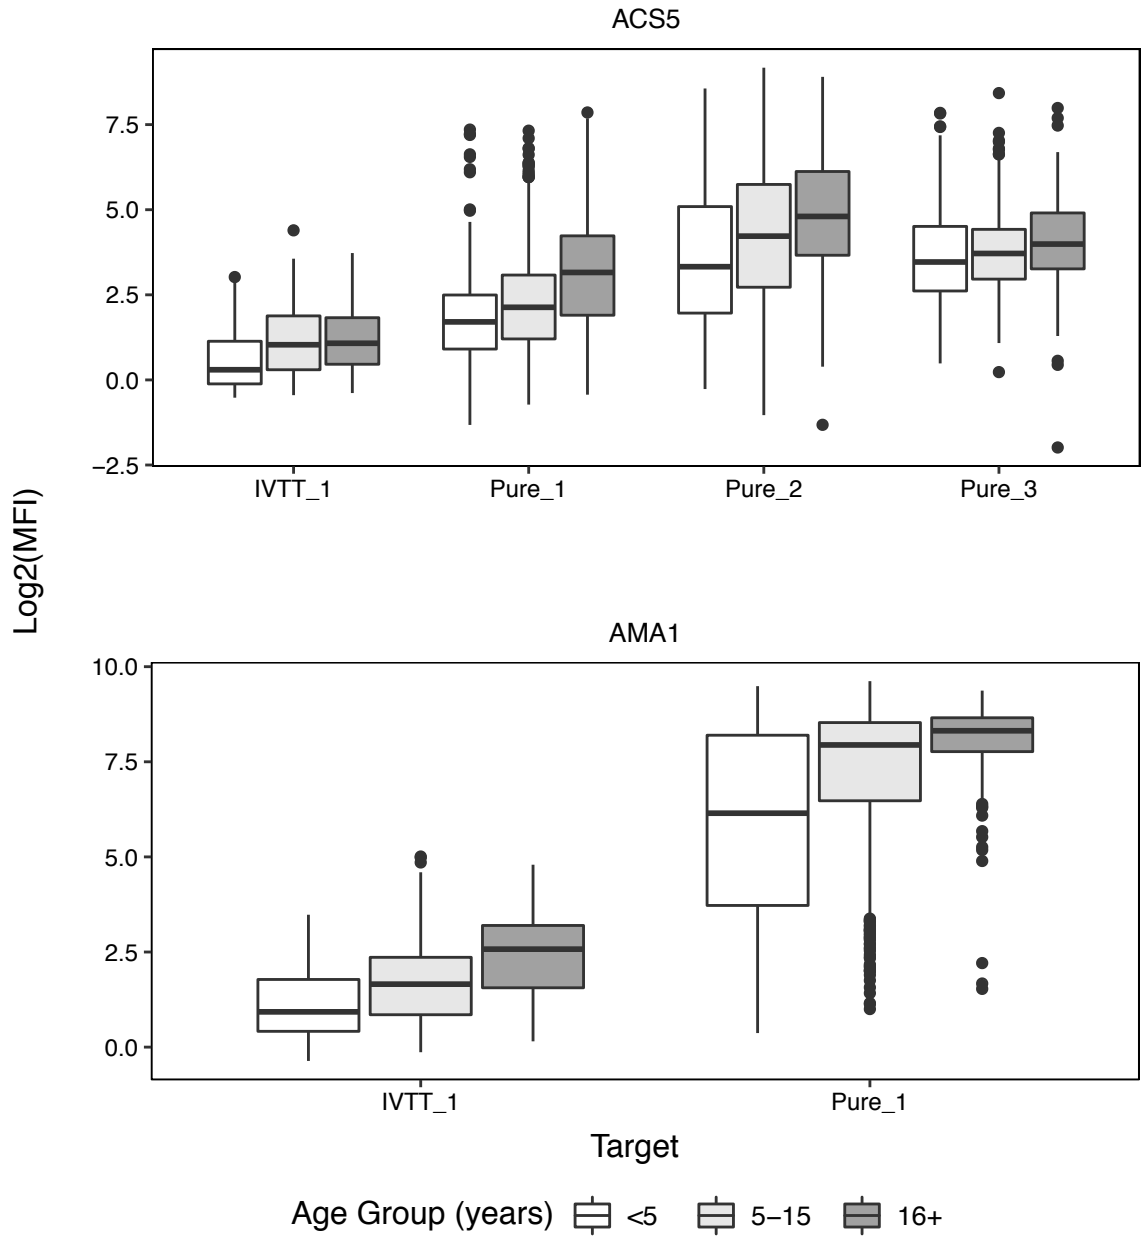 ACS5
7.5
5.0
2.5
0.0
−2.5
IVTT_1 Pure_1 Pure_2 Pure_3
Log2(MFI)
AMA1
10.0
7.5
5.0
2.5
0.0
IVTT_1 Pure_1
Target
Age Group (years) <5 5−15 16+